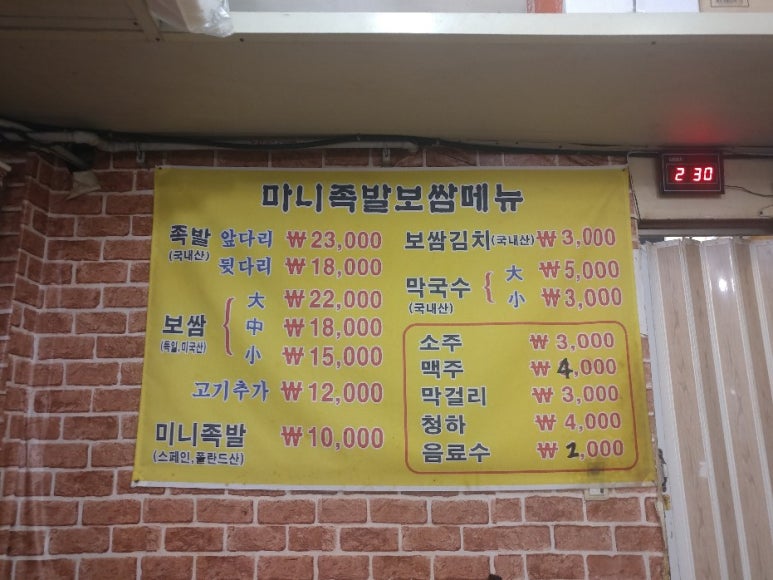 마니족발보쌈메뉴
족발 앞다리 ₩23,000
(국내산)
뒷다리 ₩18,000
大 ₩22,000
보쌈 中 ₩18,000
(독일,미국산)
小 ₩15,000
고기추가 ₩12,000
미니족발 ₩10,000
(스페인,폴란드산)
보쌈김치(국내산) ₩3,000
막국수 大 ₩5,000
(국내산) 小 ₩3,000
소주 ₩3,000
맥주 ₩4,000
막걸리 ₩3,000
청하 ₩4,000
음료수 ₩2,000
2 30